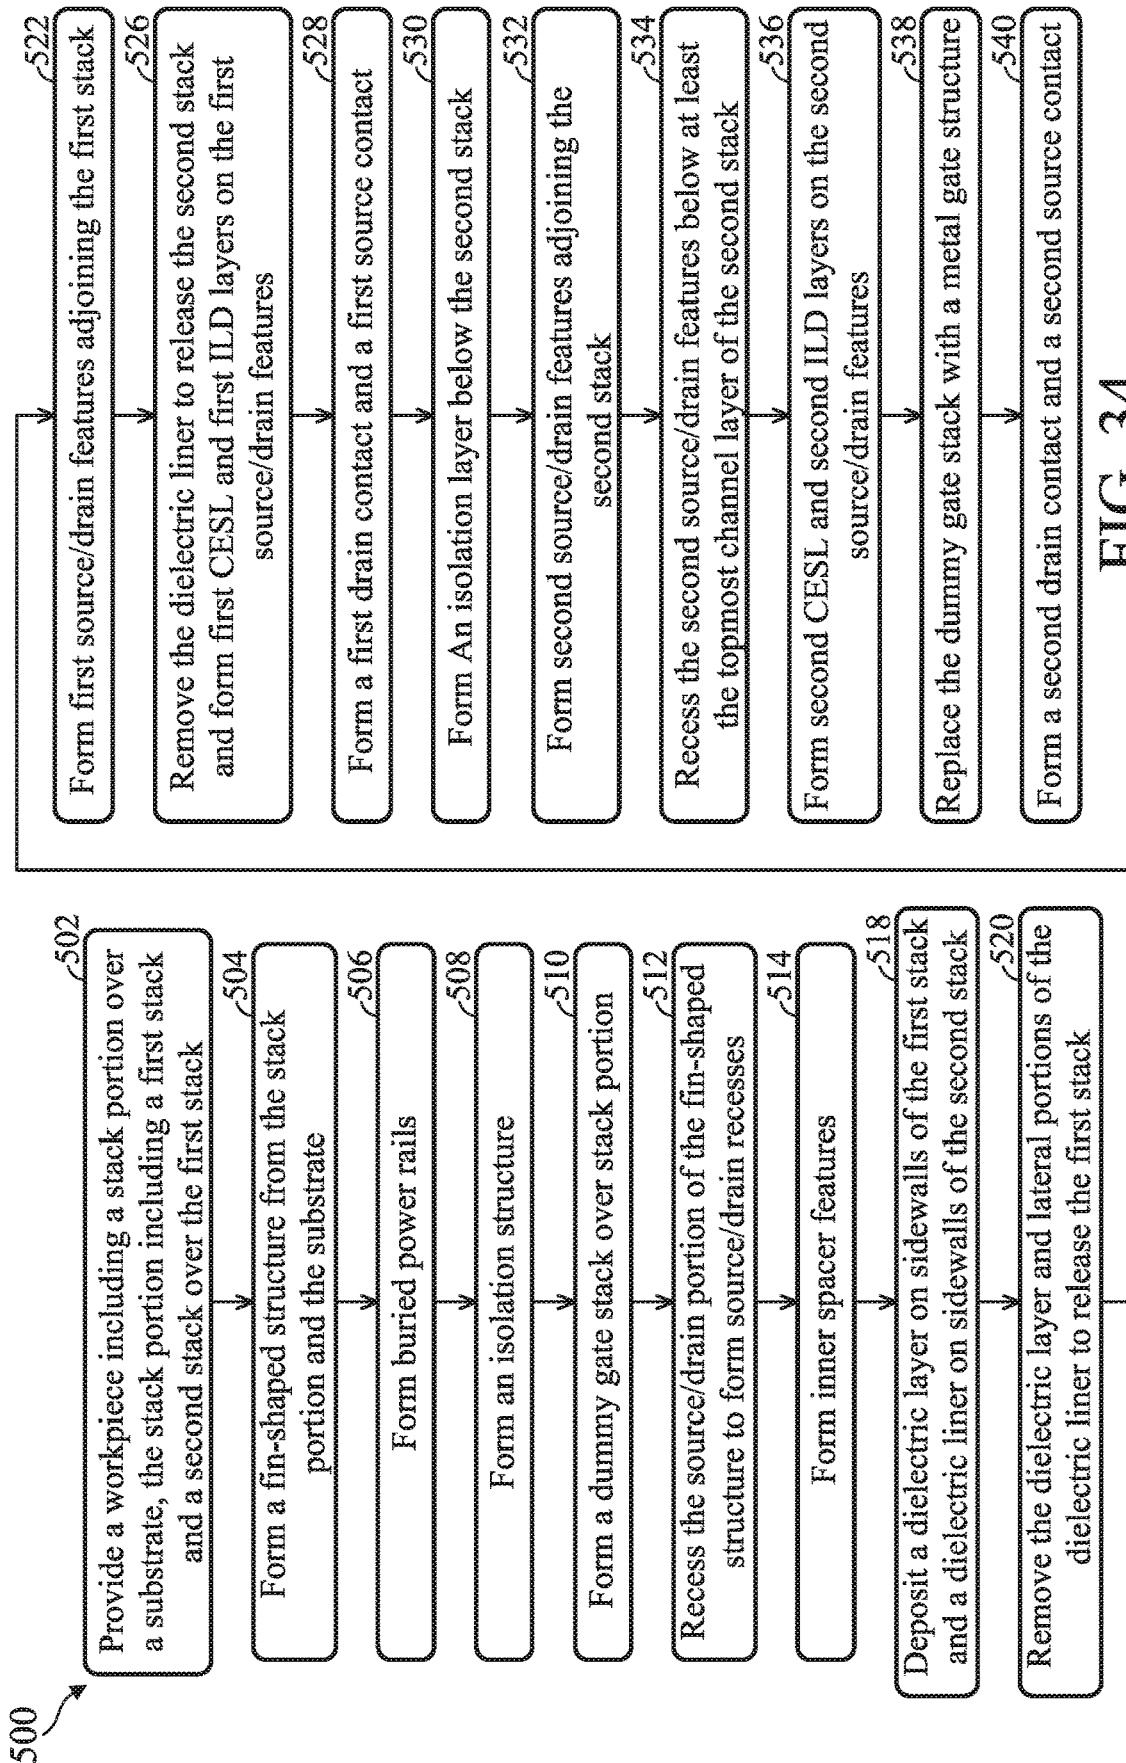 500
502
Provide a workpiece including a stack portion over
a substrate, the stack portion including a first stack
and a second stack over the first stack
504
Form a fin-shaped structure from the stack
portion and the substrate
506
Form buried power rails
508
Form an isolation structure
510
Form a dummy gate stack over stack portion
512
Recess the source/drain portion of the fin-shaped
structure to form source/drain recesses
514
Form inner spacer features
518
Deposit a dielectric layer on sidewalls of the first stack
and a dielectric liner on sidewalls of the second stack
520
Remove the dielectric layer and lateral portions of the
dielectric liner to release the first stack
522
Form first source/drain features adjoining the first stack
526
Remove the dielectric liner to release the second stack
and form first CESL and first ILD layers on the first
source/drain features
528
Form a first drain contact and a first source contact
530
Form An isolation layer below the second stack
532
Form second source/drain features adjoining the
second stack
534
Recess the second source/drain features below at least
the topmost channel layer of the second stack
536
Form second CESL and second ILD layers on the second
source/drain features
538
Replace the dummy gate stack with a metal gate structure
540
Form a second drain contact and a second source contact
FIG. 34